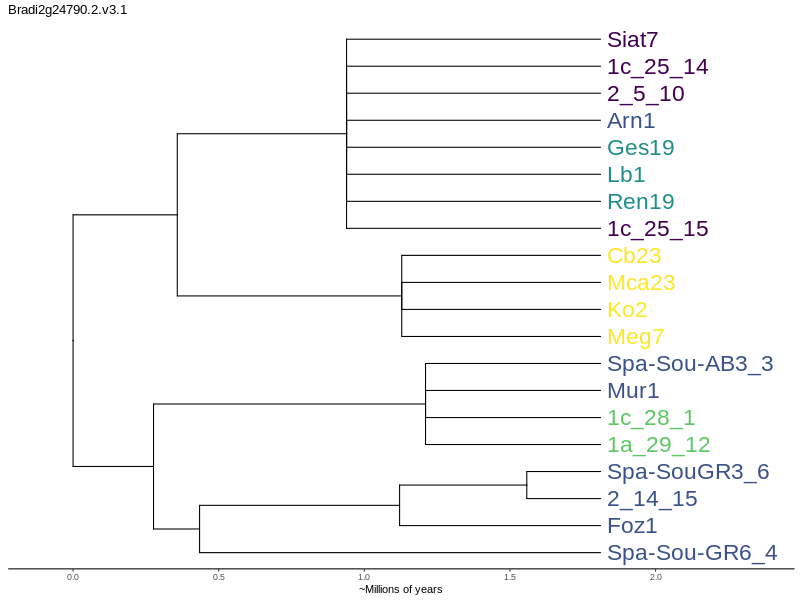 Bradi2g24790.2.v3.1
Siat7
1c_25_14
2_5_10
Arn1
Ges19
Lb1
Ren19
1c_25_15
Cb23
Mca23
Ko2
Meg7
Spa-Sou-AB3_3
Mur1
1c_28_1
1a_29_12
Spa-SouGR3_6
2_14_15
Foz1
Spa-Sou-GR6_4
0.0 0.5 1.0 1.5 2.0
~Millions of years